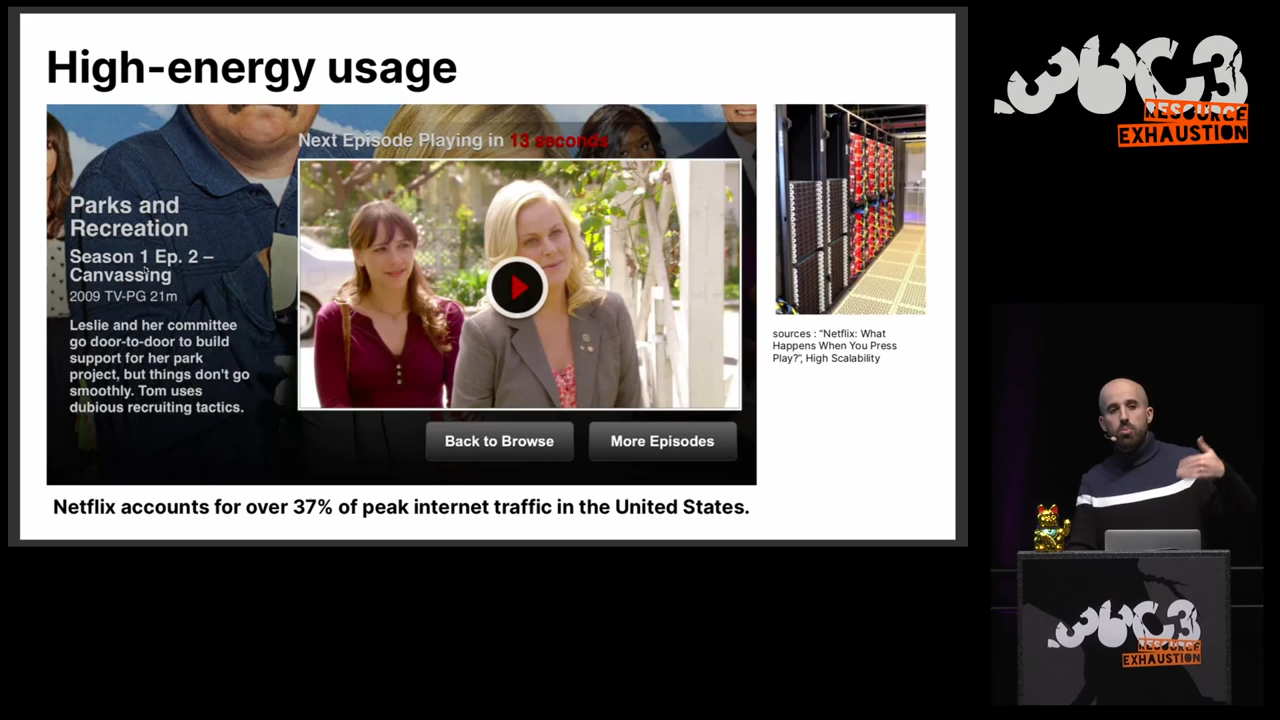 High-energy usage
Next Episode Playing in 13 seconds
Parks and
Recreation
Season 1 Ep. 2 –
Canvassing
2009 TV-PG 21m
Leslie and her committee
go door-to-door to build
support for her park
project, but things don't go
smoothly. Tom uses
dubious recruiting tactics.
Back to Browse
More Episodes
Netflix accounts for over 37% of peak internet traffic in the United States.
sources : "Netflix: What
Happens When You Press
Play?", High Scalability
36C3
RESOURCE
EXHAUSTION
36C3
RESOURCE
EXHAUSTION